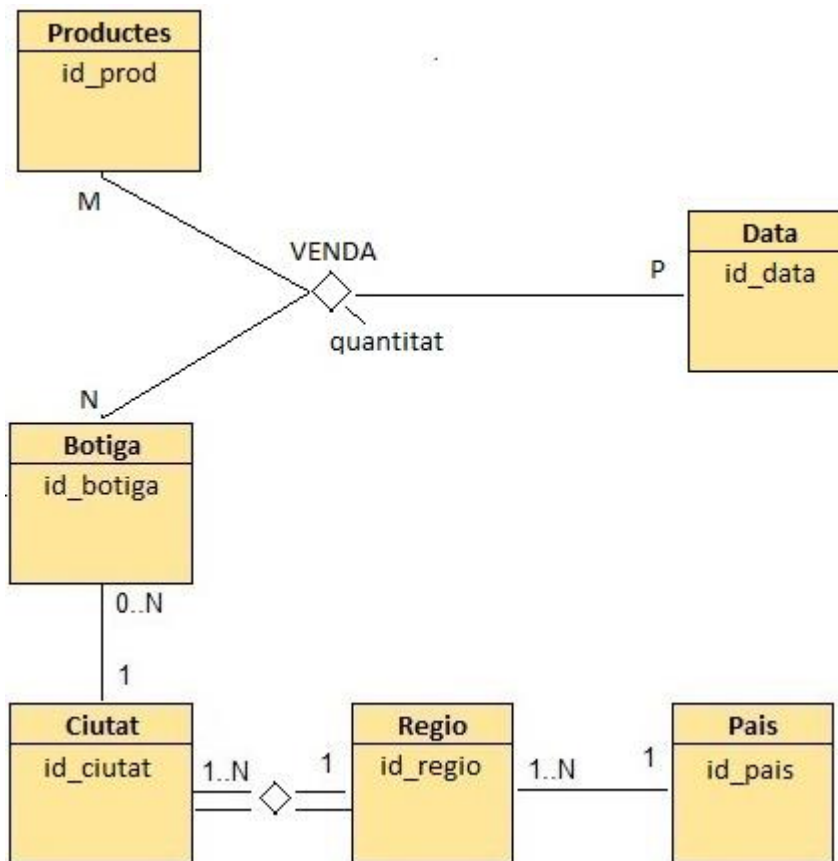 Productes
id_prod
M
VENDA
P
Data
id_data
quantitat
N
Botiga
id_botiga
0..N
1
Ciutat
id_ciutat
1..N
1
Regio
id_regio
1..N
1
Pais
id_pais